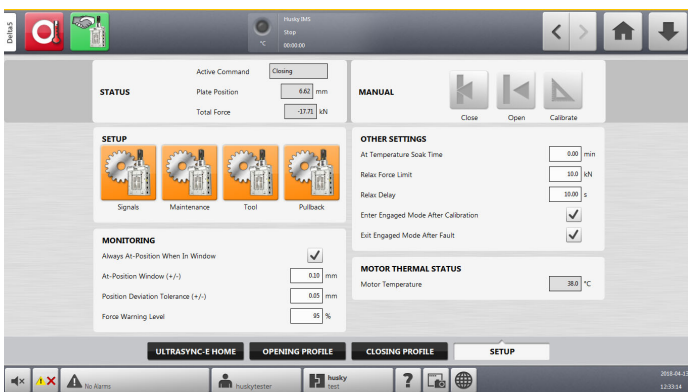 Delta5
Husky IMS
Stop
°C 00:00:00
STATUS
Active Command Closing
Plate Position 6.62 mm
Total Force -17.71 kN
MANUAL
Close Open Calibrate
SETUP
Signals Maintenance Tool Pullback
MONITORING
Always At-Position When In Window
At-Position Window (+/-) 0.10 mm
Position Deviation Tolerance (+/-) 0.05 mm
Force Warning Level 95 %
OTHER SETTINGS
At Temperature Soak Time 0.00 min
Relax Force Limit 10.0 kN
Relax Delay 10.00 s
Enter Engaged Mode After Calibration
Exit Engaged Mode After Fault
MOTOR THERMAL STATUS
Motor Temperature 38.0 °C
ULTRASYNC-E HOME OPENING PROFILE CLOSING PROFILE SETUP
No Alarms
huskytester
husky
test
?
2018-04-13
12:33:14